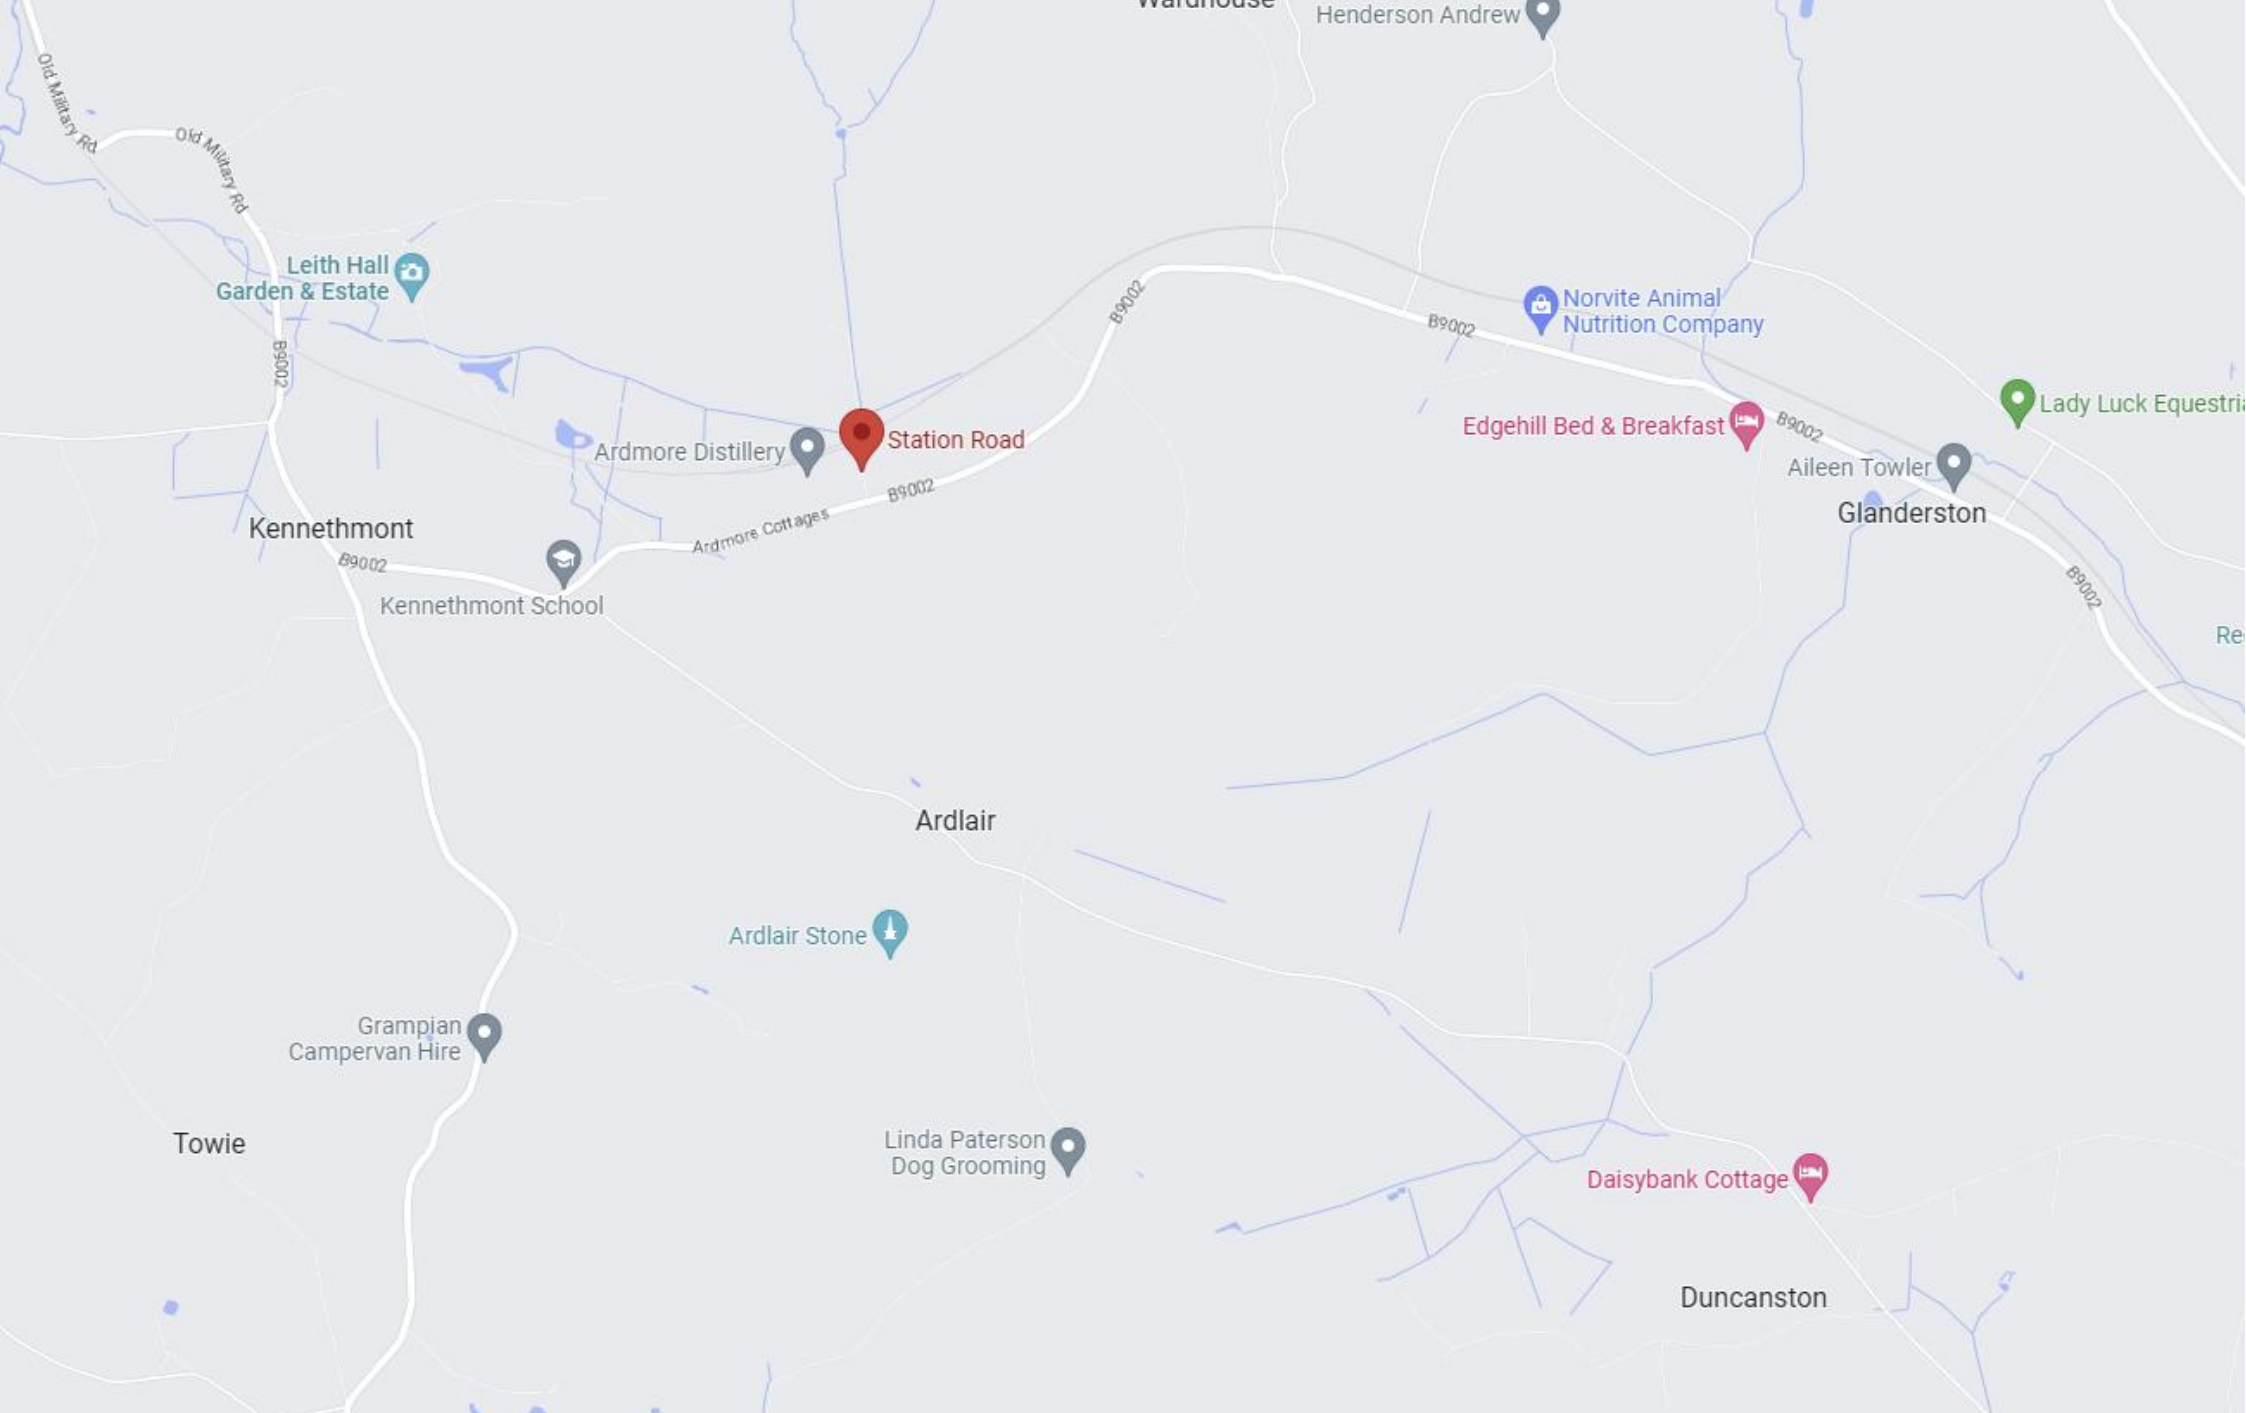 Wardhouse
Henderson Andrew
Old Military Rd
Old Military Rd
Leith Hall
Garden & Estate
B9002
B9002
B9002
Norvite Animal
Nutrition Company
Lady Luck Equestria
Edgehill Bed & Breakfast
B9002
Station Road
Ardmore Distillery
Aileen Towler
B9002
Glanderston
Kennethmont
Ardmore Cottages
B9002
Kennethmont School
B9002
Re
Ardlair
Ardlair Stone
Grampian
Campervan Hire
Towie
Linda Paterson
Dog Grooming
Daisybank Cottage
Duncanston